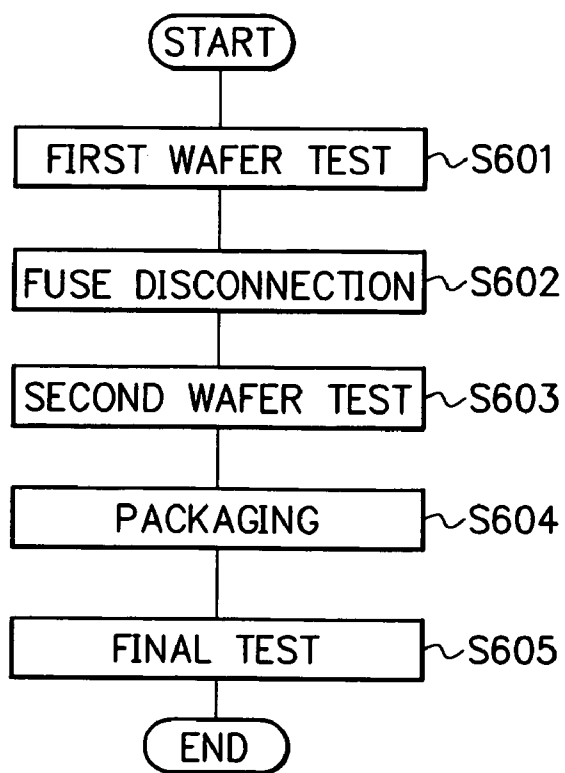 START
FIRST WAFER TEST S601
FUSE DISCONNECTION S602
SECOND WAFER TEST S603
PACKAGING S604
FINAL TEST S605
END